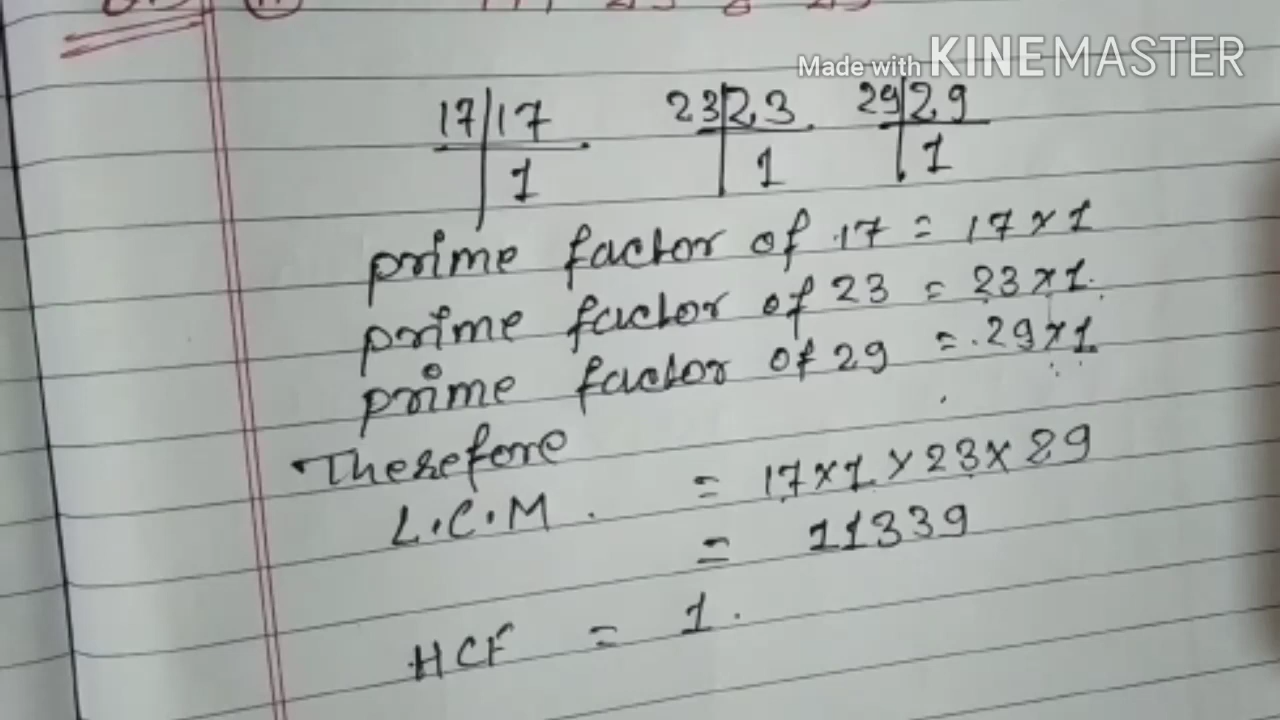 Made with KINEMASTER
17|17 23|23 29|29
1 1 1
prime factor of 17 = 17×1
prime factor of 23 = 23×1.
prime factor of 29 = .29×1
Therefore
L.C.M. = 17×1×23×29
= 11339
HCF = 1.